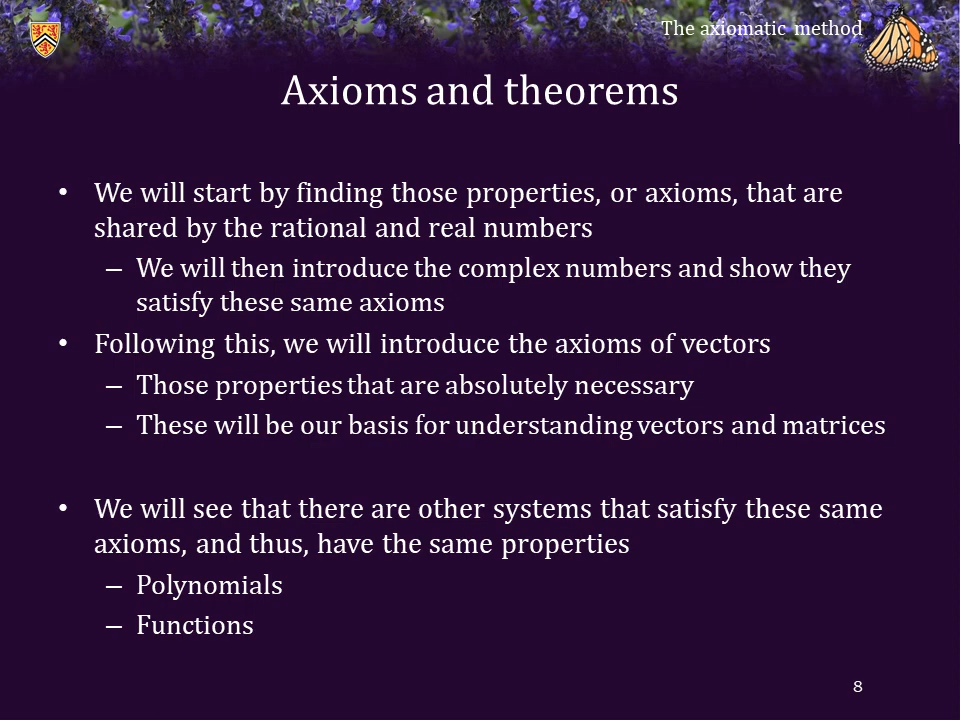 The axiomatic method
Axioms and theorems
• We will start by finding those properties, or axioms, that are
shared by the rational and real numbers
– We will then introduce the complex numbers and show they
satisfy these same axioms
• Following this, we will introduce the axioms of vectors
– Those properties that are absolutely necessary
– These will be our basis for understanding vectors and matrices
• We will see that there are other systems that satisfy these same
axioms, and thus, have the same properties
– Polynomials
– Functions
8